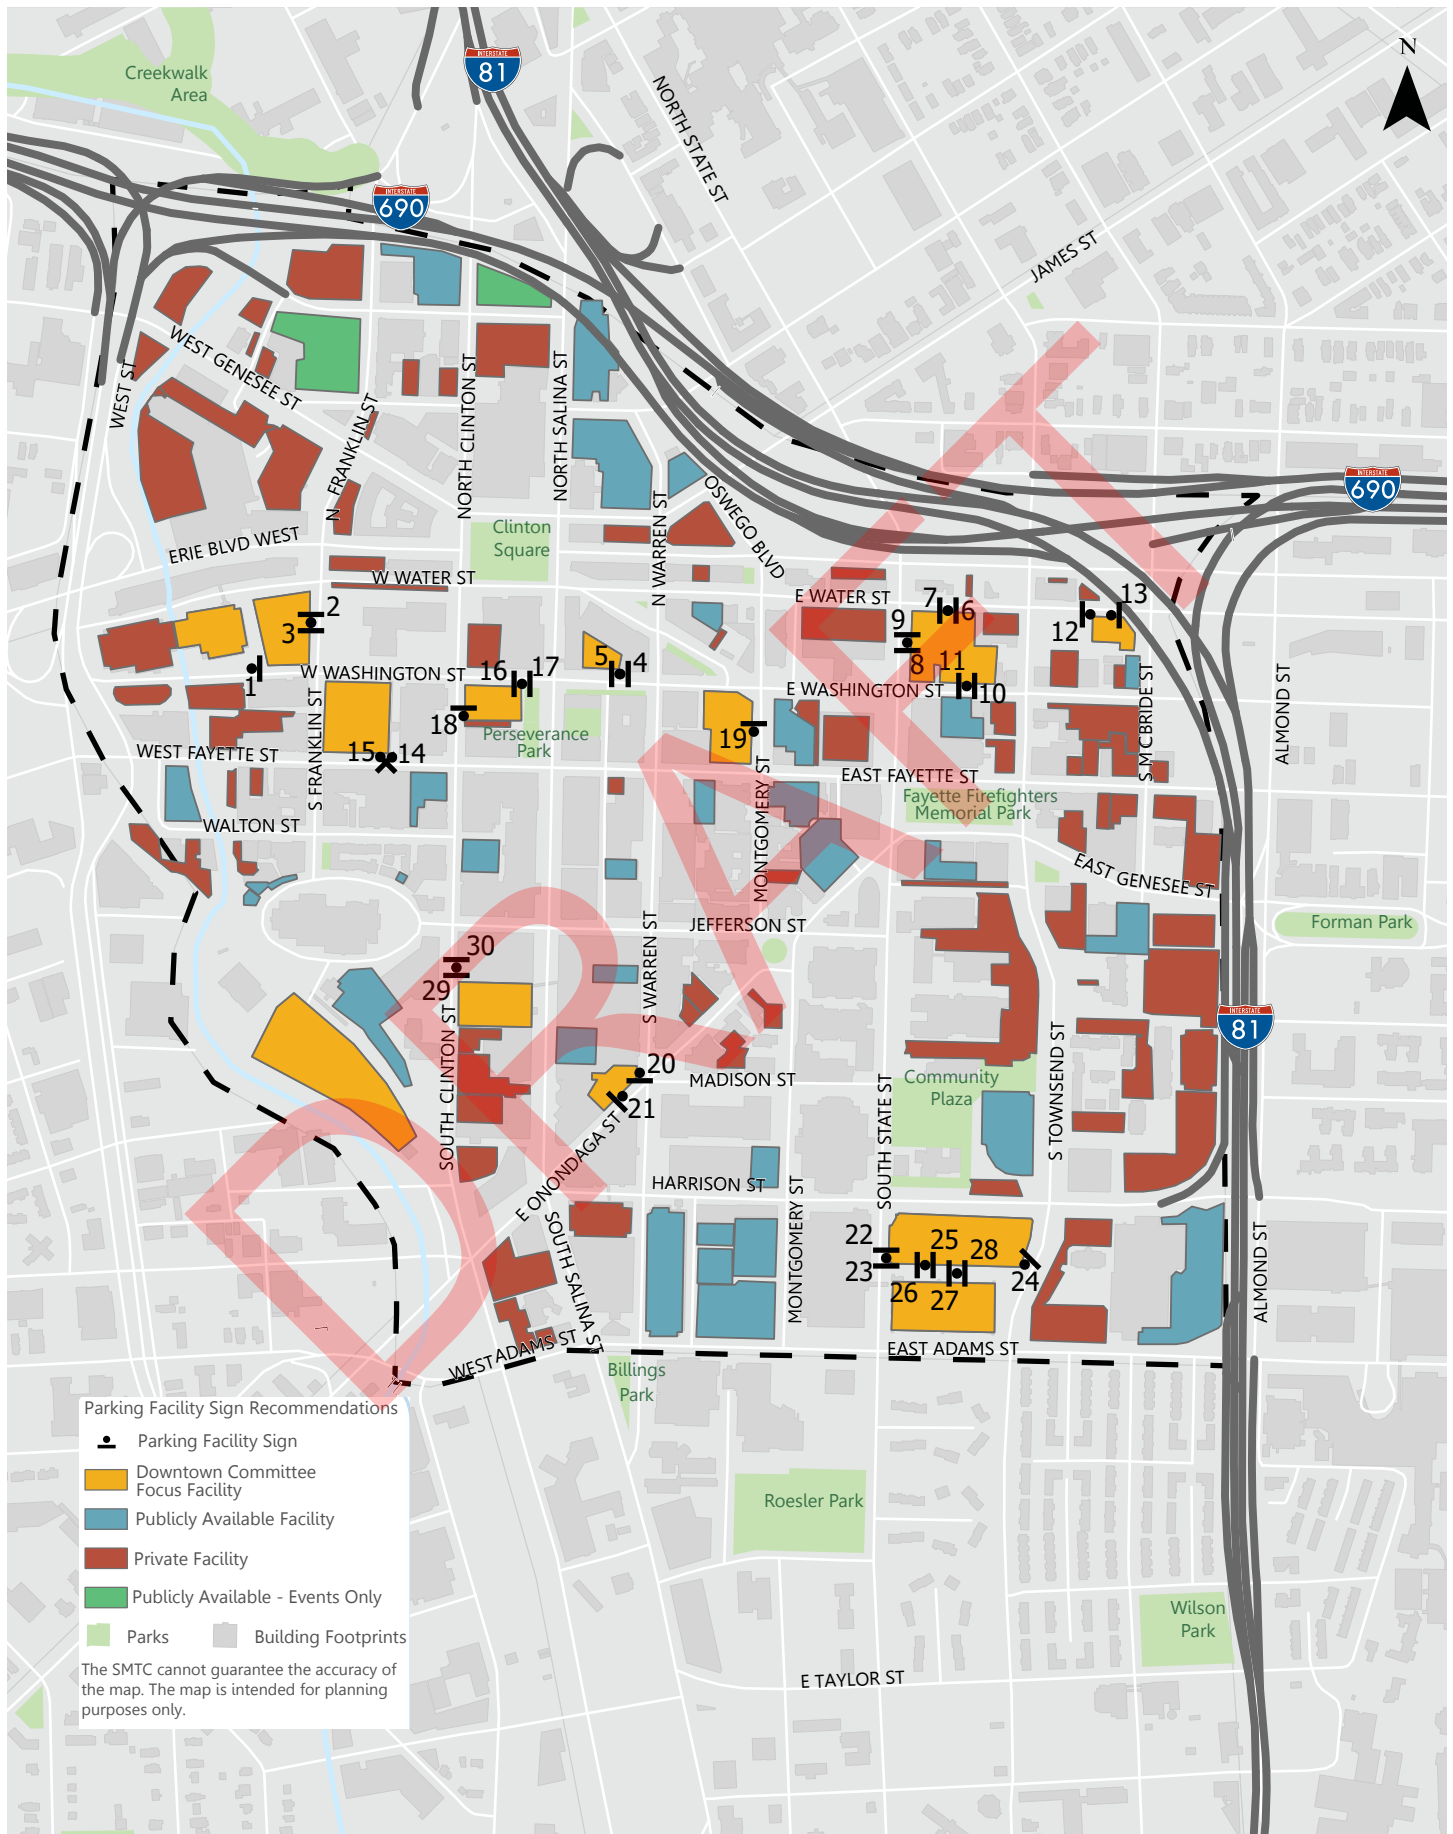 N
INTERSTATE
81
Creekwalk
Area
NORTH STATE ST
INTERSTATE
690
JAMES ST
WEST GENESEE ST
WEST ST
N FRANKLIN ST
NORTH CLINTON ST
NORTH SALINA ST
INTERSTATE
690
OSWEGO BLVD
N WARREN ST
Clinton
Square
ERIE BLVD WEST
W WATER ST
E WATER ST
2
3
7
6
9
8
11
10
12
13
1
W WASHINGTON ST
16
17
5
4
E WASHINGTON ST
18
19
Perseverance
Park
S FRANKLIN ST
WEST FAYETTE ST
15
14
EAST FAYETTE ST
S MCBRIDE ST
ALMOND ST
Fayette Firefighters
Memorial Park
MONTGOMERY ST
WALTON ST
EAST GENESEE ST
JEFFERSON ST
Forman Park
30
29
S WARREN ST
SOUTH CLINTON ST
INTERSTATE
81
20
21
MADISON ST
Community
Plaza
S TOWNSEND ST
SOUTH STATE ST
E ONONDAGA ST
HARRISON ST
SOUTH SALINA ST
MONTGOMERY ST
22
23
25
28
26
27
24
ALMOND ST
WEST ADAMS ST
EAST ADAMS ST
Billings
Park
Roesler Park
Wilson
Park
E TAYLOR ST
DRAFT
Parking Facility Sign Recommendations
Parking Facility Sign
Downtown Committee
Focus Facility
Publicly Available Facility
Private Facility
Publicly Available - Events Only
Parks
Building Footprints
The SMTC cannot guarantee the accuracy of
the map. The map is intended for planning
purposes only.